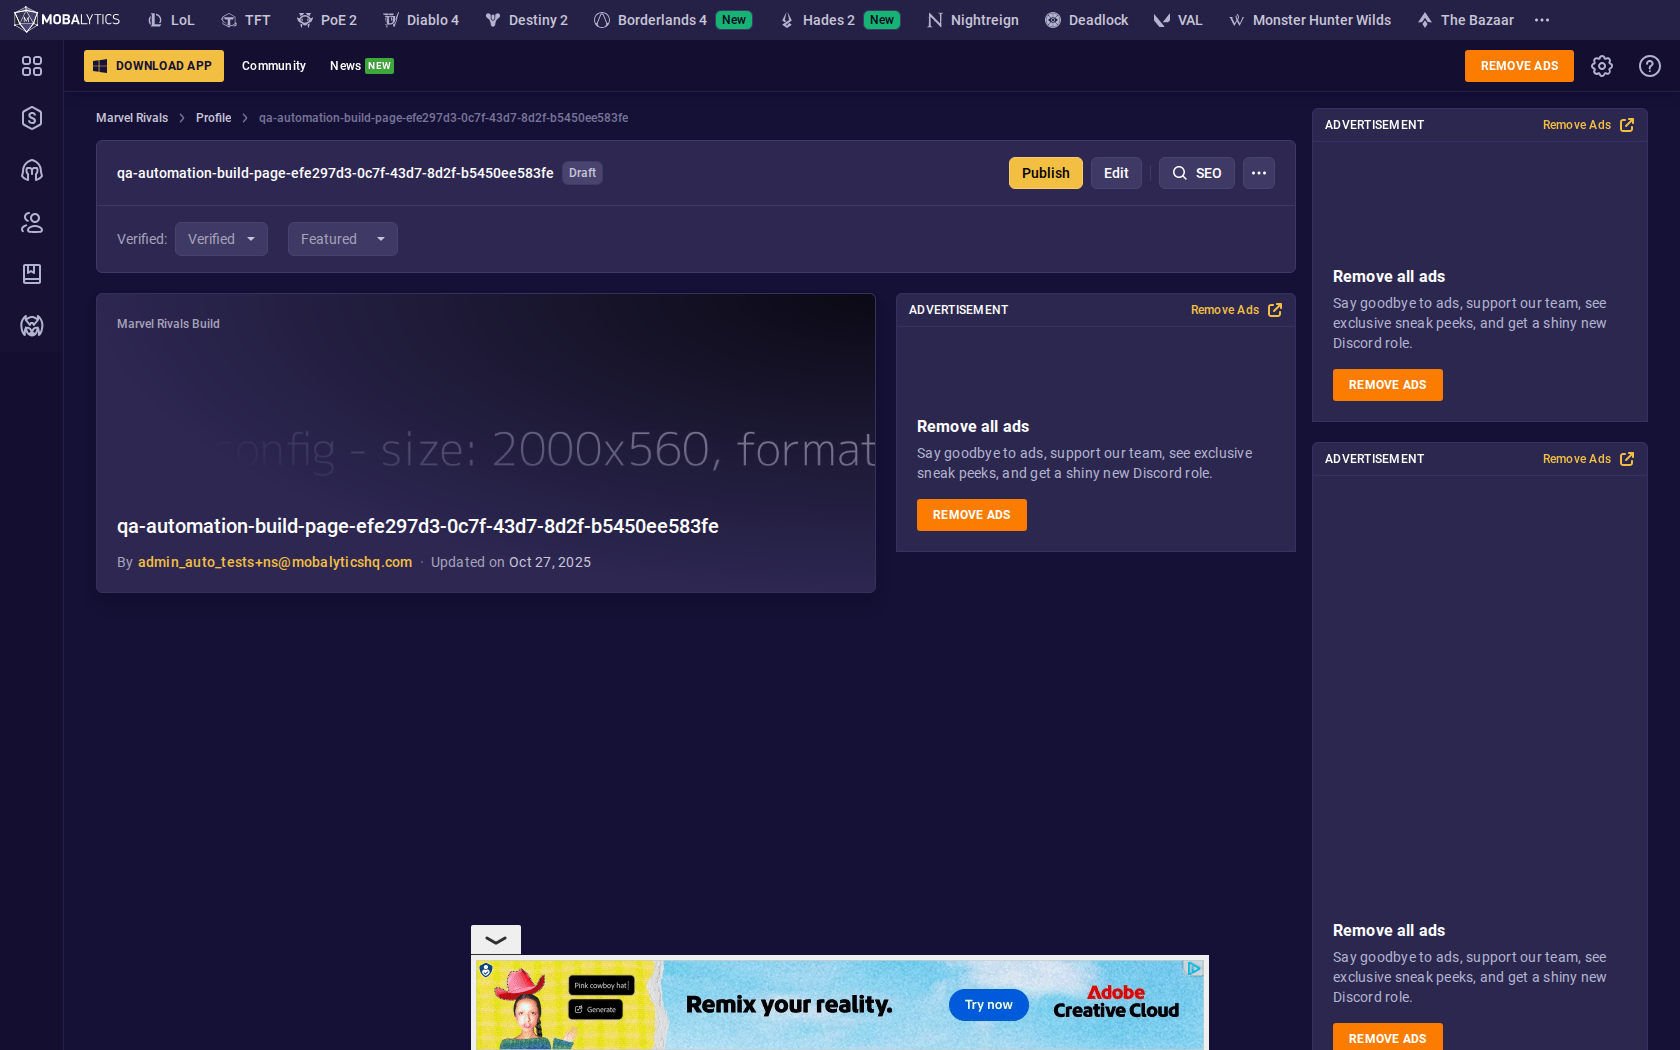 MOBALYTICS
LoL
TFT
PoE 2
Diablo 4
Destiny 2
Borderlands 4 New
Hades 2 New
Nightreign
Deadlock
VAL
Monster Hunter Wilds
The Bazaar
DOWNLOAD APP
Community
News NEW
REMOVE ADS
Marvel Rivals > Profile > qa-automation-build-page-efe297d3-0c7f-43d7-8d2f-b5450ee583fe
qa-automation-build-page-efe297d3-0c7f-43d7-8d2f-b5450ee583fe Draft
Publish
Edit
SEO
Verified: Verified
Featured
Marvel Rivals Build
config - size: 2000x560, format
qa-automation-build-page-efe297d3-0c7f-43d7-8d2f-b5450ee583fe
By admin_auto_tests+ns@mobalyticshq.com · Updated on Oct 27, 2025
ADVERTISEMENT
Remove Ads
Remove all ads
Say goodbye to ads, support our team, see exclusive
sneak peeks, and get a shiny new Discord role.
REMOVE ADS
ADVERTISEMENT
Remove Ads
Remove all ads
Say goodbye to ads, support our team, see
exclusive sneak peeks, and get a shiny new
Discord role.
REMOVE ADS
ADVERTISEMENT
Remove Ads
Remove all ads
Say goodbye to ads, support our team, see
exclusive sneak peeks, and get a shiny new
Discord role.
REMOVE ADS
Pink cowboy hat
Generate
Remix your reality.
Try now
Adobe
Creative Cloud